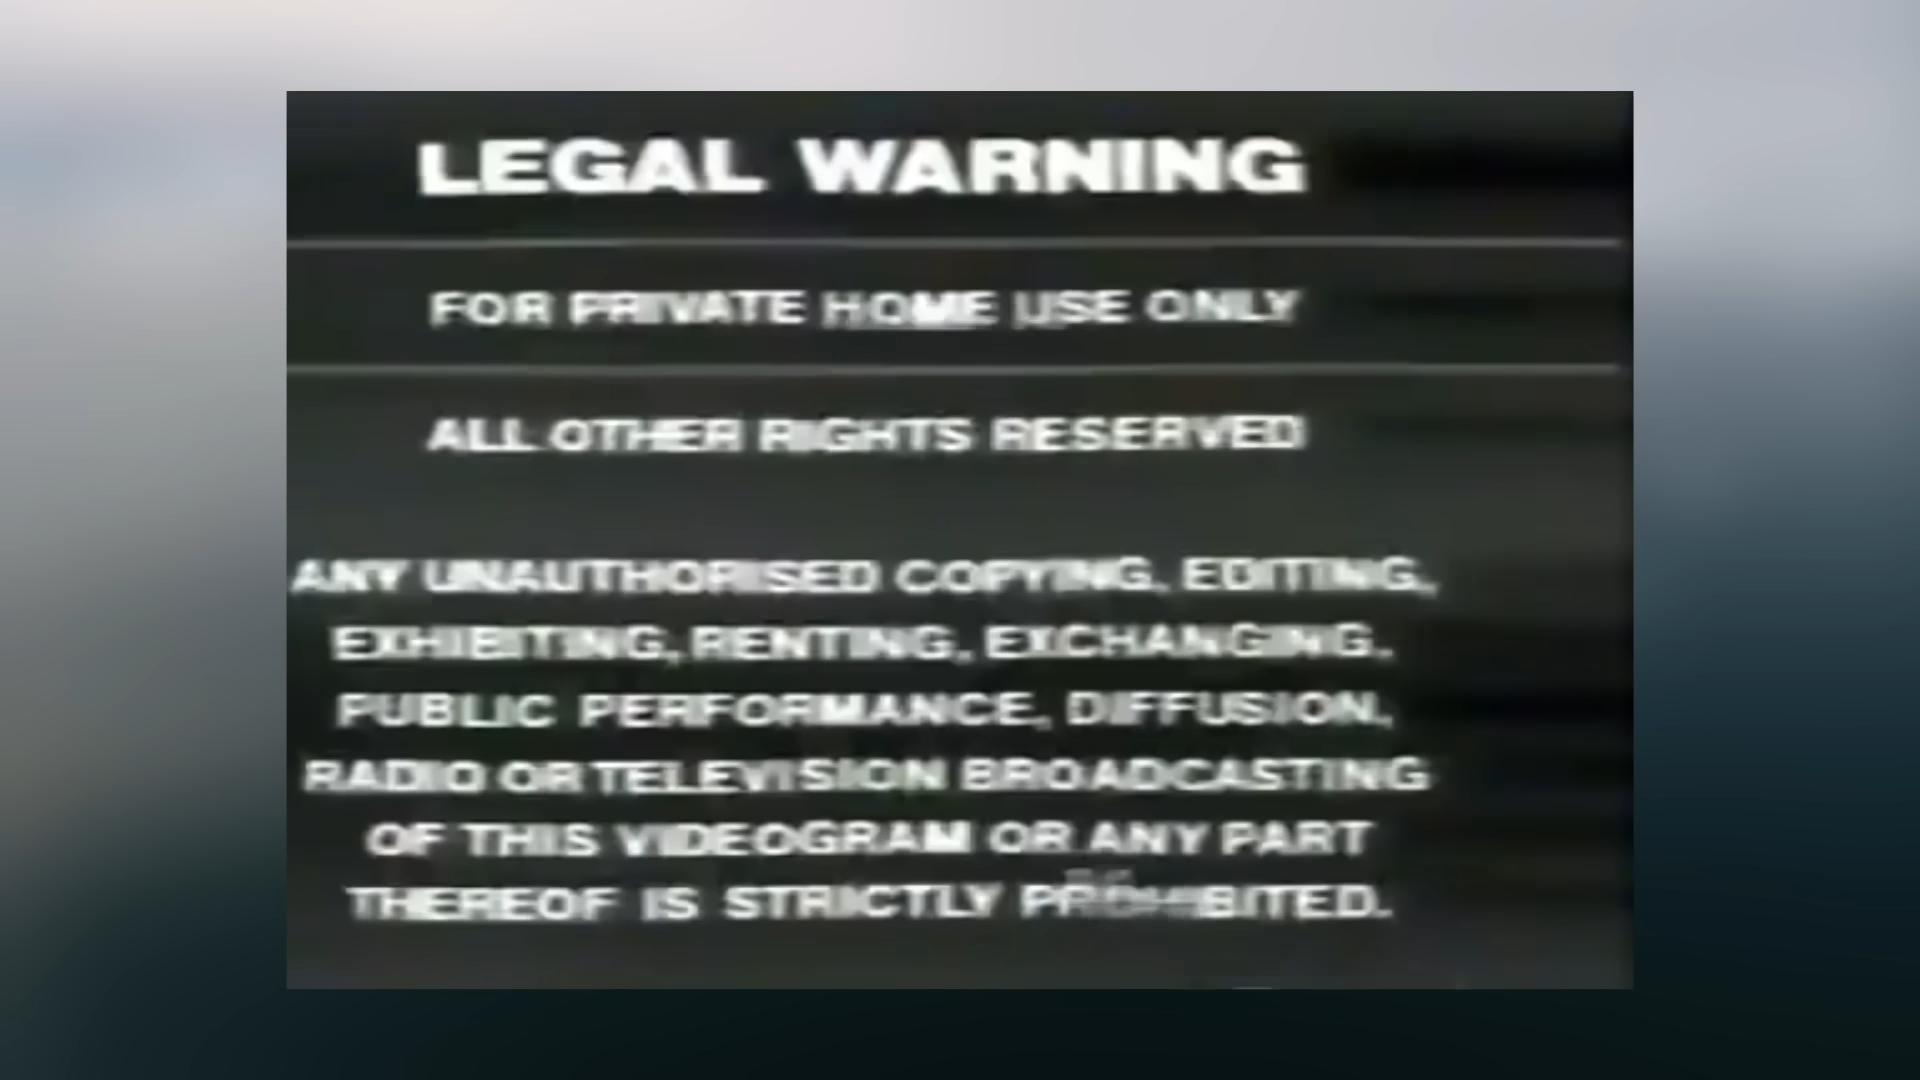 LEGAL WARNING
FOR PRIVATE HOME USE ONLY
ALL OTHER RIGHTS RESERVED
ANY UNAUTHORISED COPYING, EDITING,
EXHIBITING, RENTING, EXCHANGING,
PUBLIC PERFORMANCE, DIFFUSION,
RADIO OR TELEVISION BROADCASTING
OF THIS VIDEOGRAM OR ANY PART
THEREOF IS STRICTLY PROHIBITED.